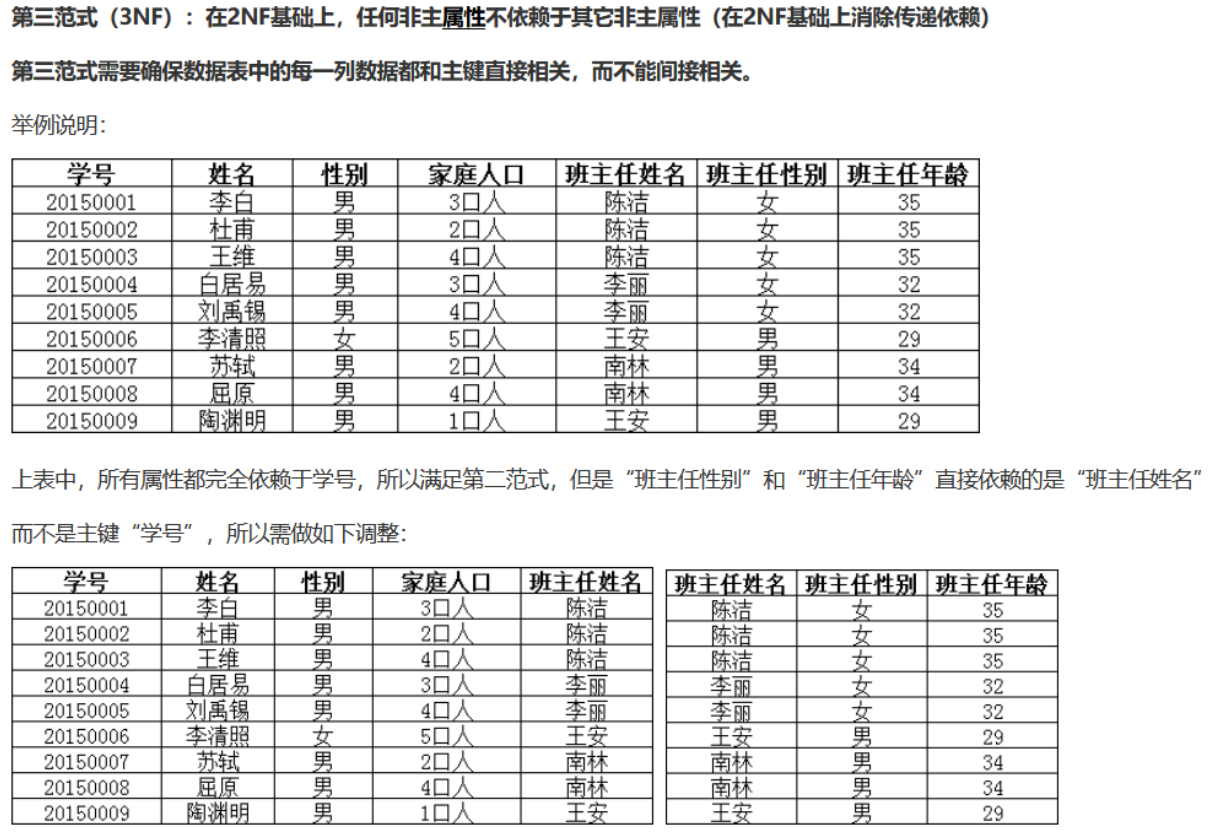 第三范式（3NF）：在2NF基础上，任何非主属性不依赖于其它非主属性（在2NF基础上消除传递依赖）
第三范式需要确保数据表中的每一列数据都和主键直接相关，而不能间接相关。
举例说明：
学号 姓名 性别 家庭人口 班主任姓名 班主任性别 班主任年龄
20150001 李白 男 3口人 陈洁 女 35
20150002 杜甫 男 2口人 陈洁 女 35
20150003 王维 男 4口人 陈洁 女 35
20150004 白居易 男 3口人 李丽 女 32
20150005 刘禹锡 男 4口人 李丽 女 32
20150006 李清照 女 5口人 王安 男 29
20150007 苏轼 男 2口人 南林 男 34
20150008 屈原 男 4口人 南林 男 34
20150009 陶渊明 男 1口人 王安 男 29
上表中，所有属性都完全依赖于学号，所以满足第二范式，但是“班主任性别”和“班主任年龄”直接依赖的是“班主任姓名”
而不是主键“学号”，所以需做如下调整：
学号 姓名 性别 家庭人口 班主任姓名 班主任姓名 班主任性别 班主任年龄
20150001 李白 男 3口人 陈洁 陈洁 女 35
20150002 杜甫 男 2口人 陈洁 陈洁 女 35
20150003 王维 男 4口人 陈洁 陈洁 女 35
20150004 白居易 男 3口人 李丽 李丽 女 32
20150005 刘禹锡 男 4口人 李丽 李丽 女 32
20150006 李清照 女 5口人 王安 王安 男 29
20150007 苏轼 男 2口人 南林 南林 男 34
20150008 屈原 男 4口人 南林 南林 男 34
20150009 陶渊明 男 1口人 王安 王安 男 29